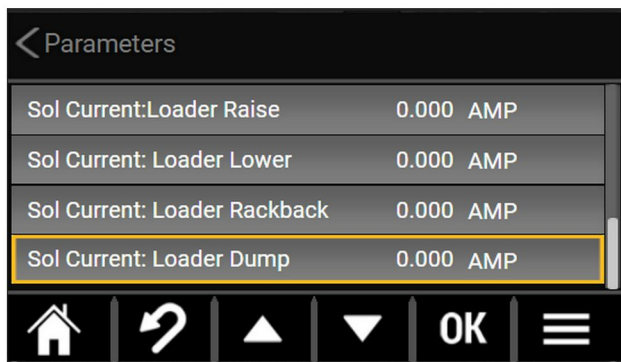 Parameters
Sol Current:Loader Raise 0.000 AMP
Sol Current: Loader Lower 0.000 AMP
Sol Current: Loader Rackback 0.000 AMP
Sol Current: Loader Dump 0.000 AMP
OK